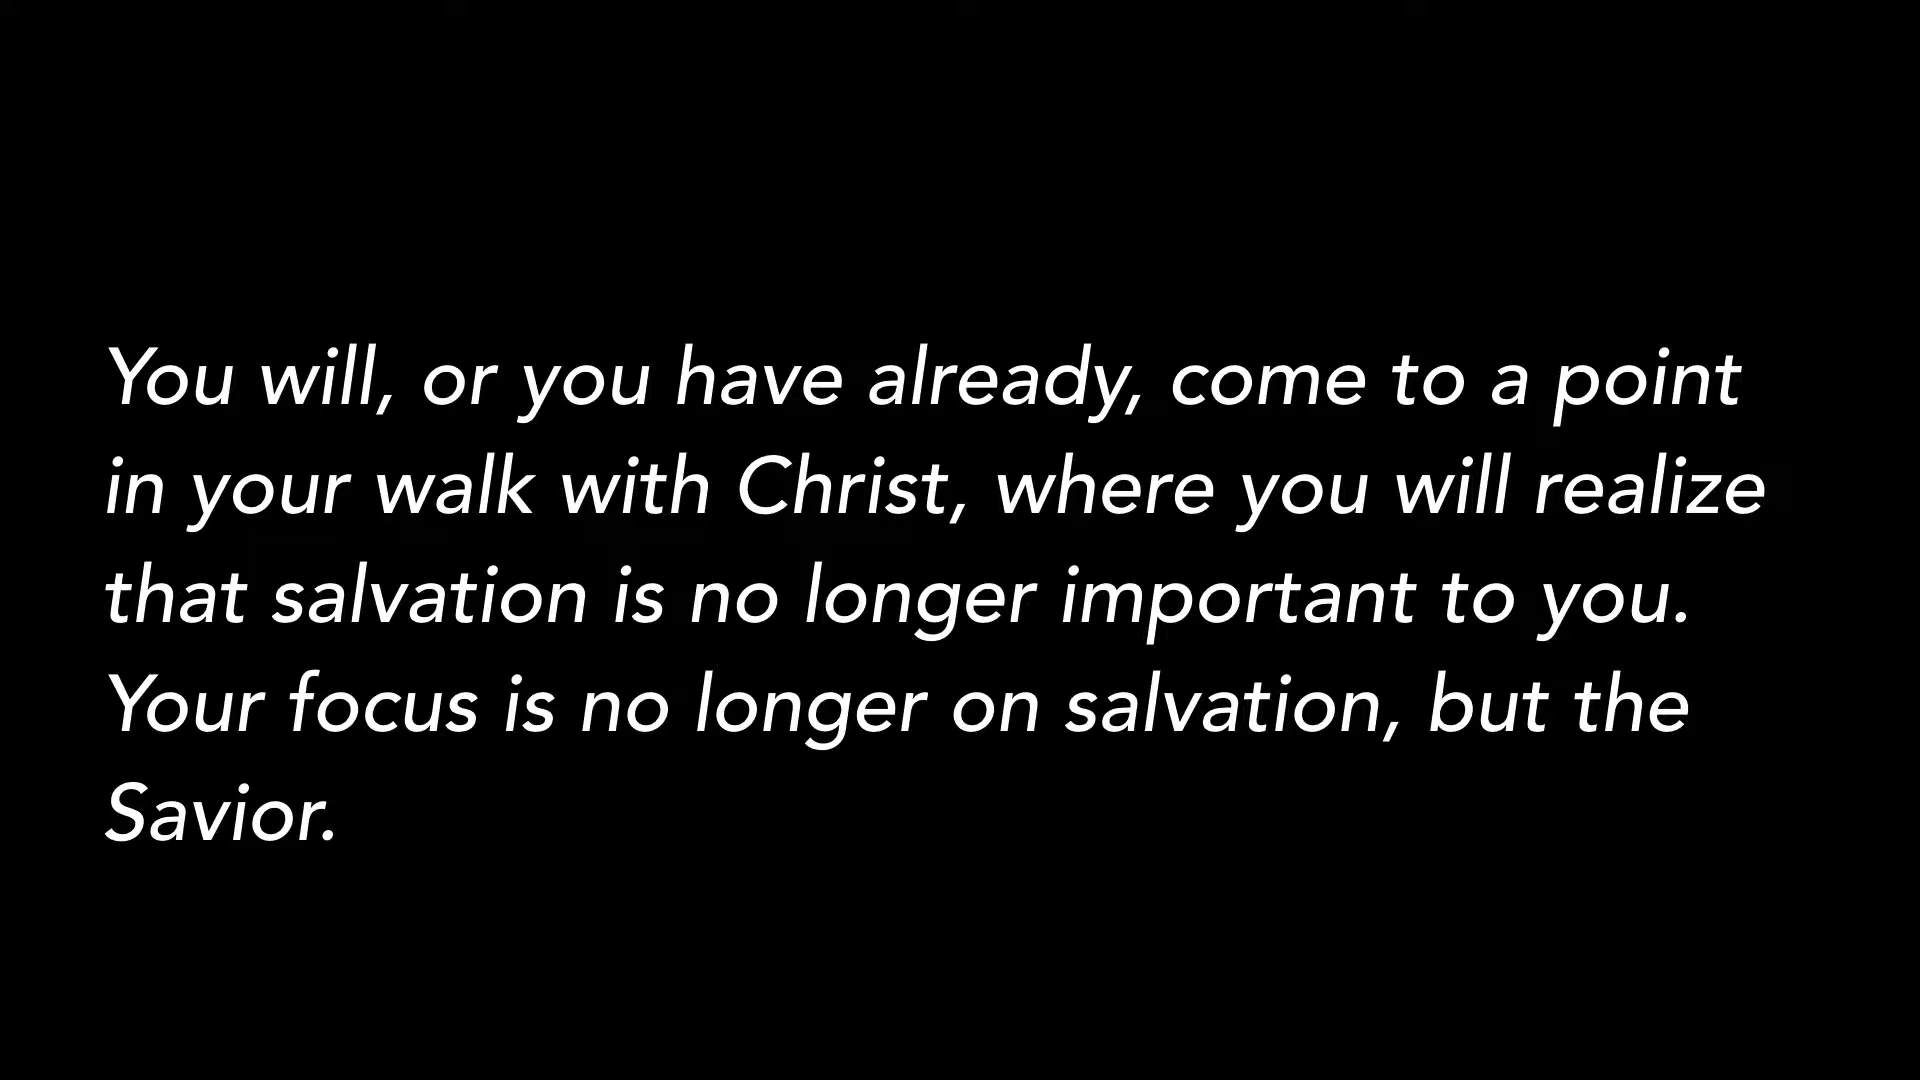 You will, or you have already, come to a point
in your walk with Christ, where you will realize
that salvation is no longer important to you.
Your focus is no longer on salvation, but the
Savior.